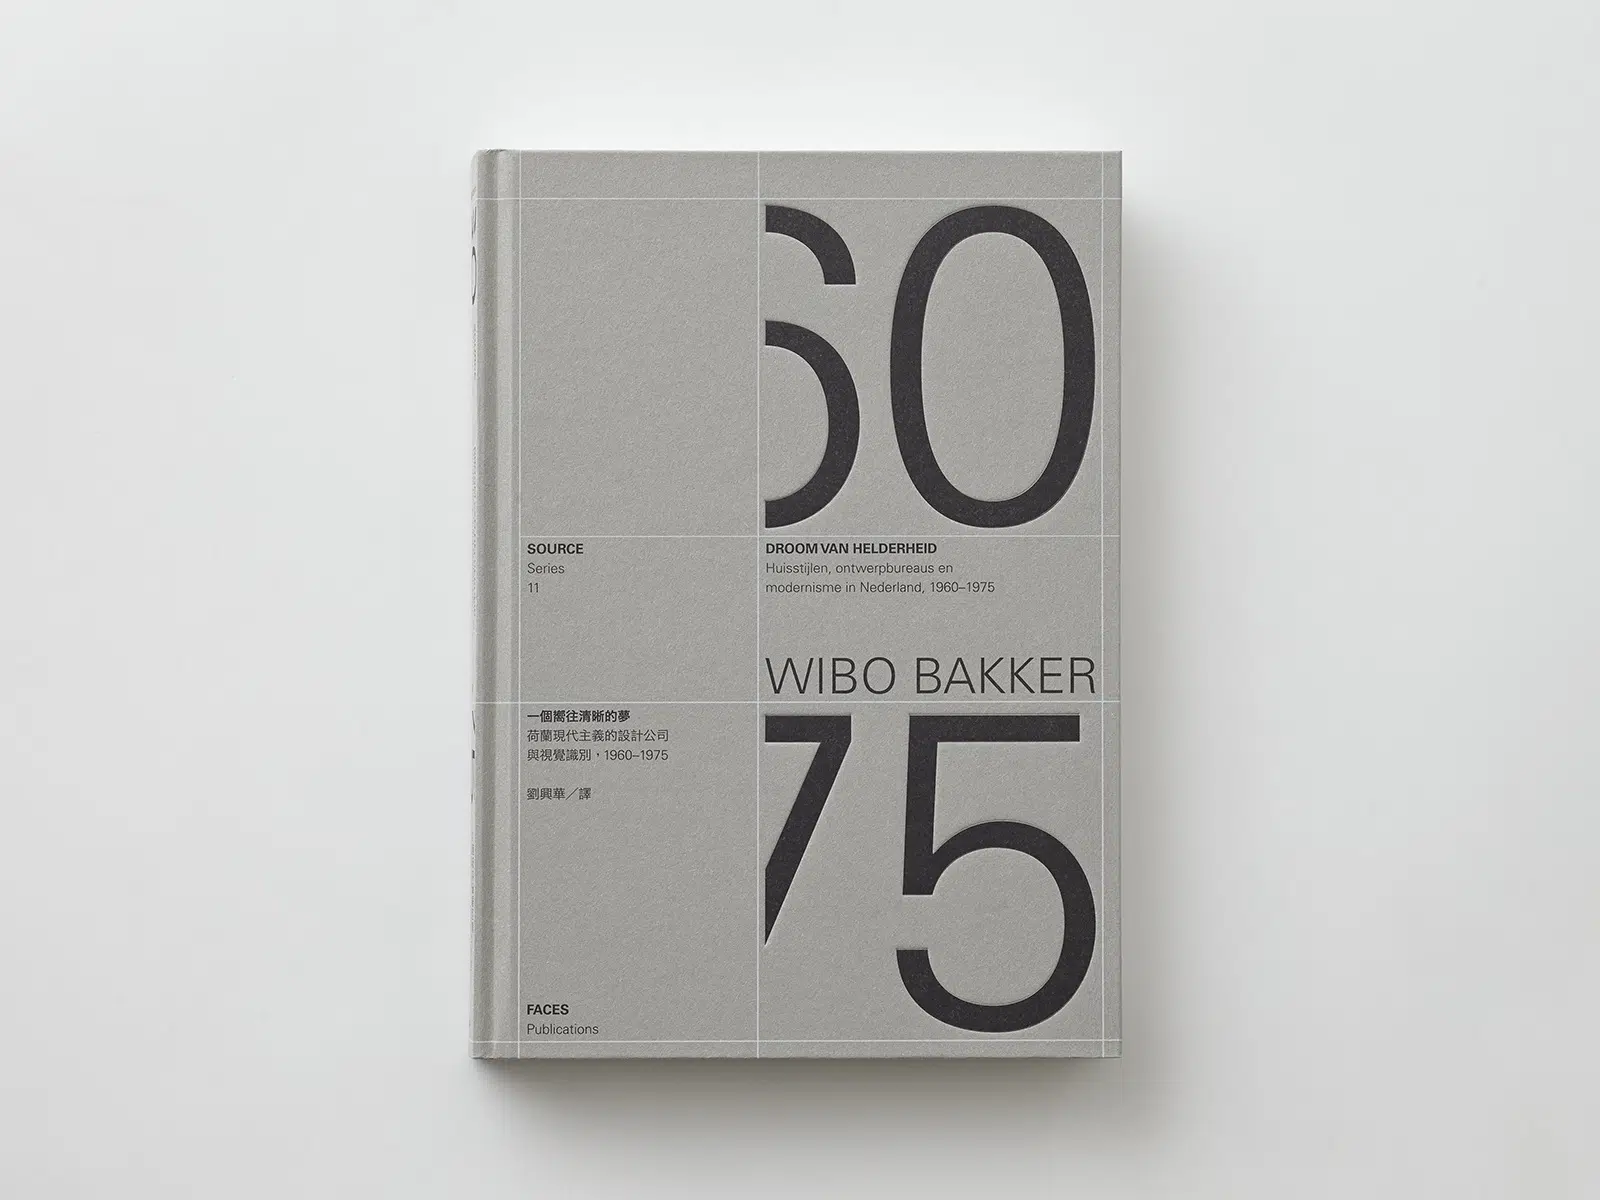 60
SOURCE
Series
11
DROOM VAN HELDERHEID
Huisstijlen, ontwerpbureaus en
modernisme in Nederland, 1960–1975
WIBO BAKKER
一個嚮往清晰的夢
荷蘭現代主義的設計公司
與視覺識別，1960–1975
劉興華／譯
75
FACES
Publications